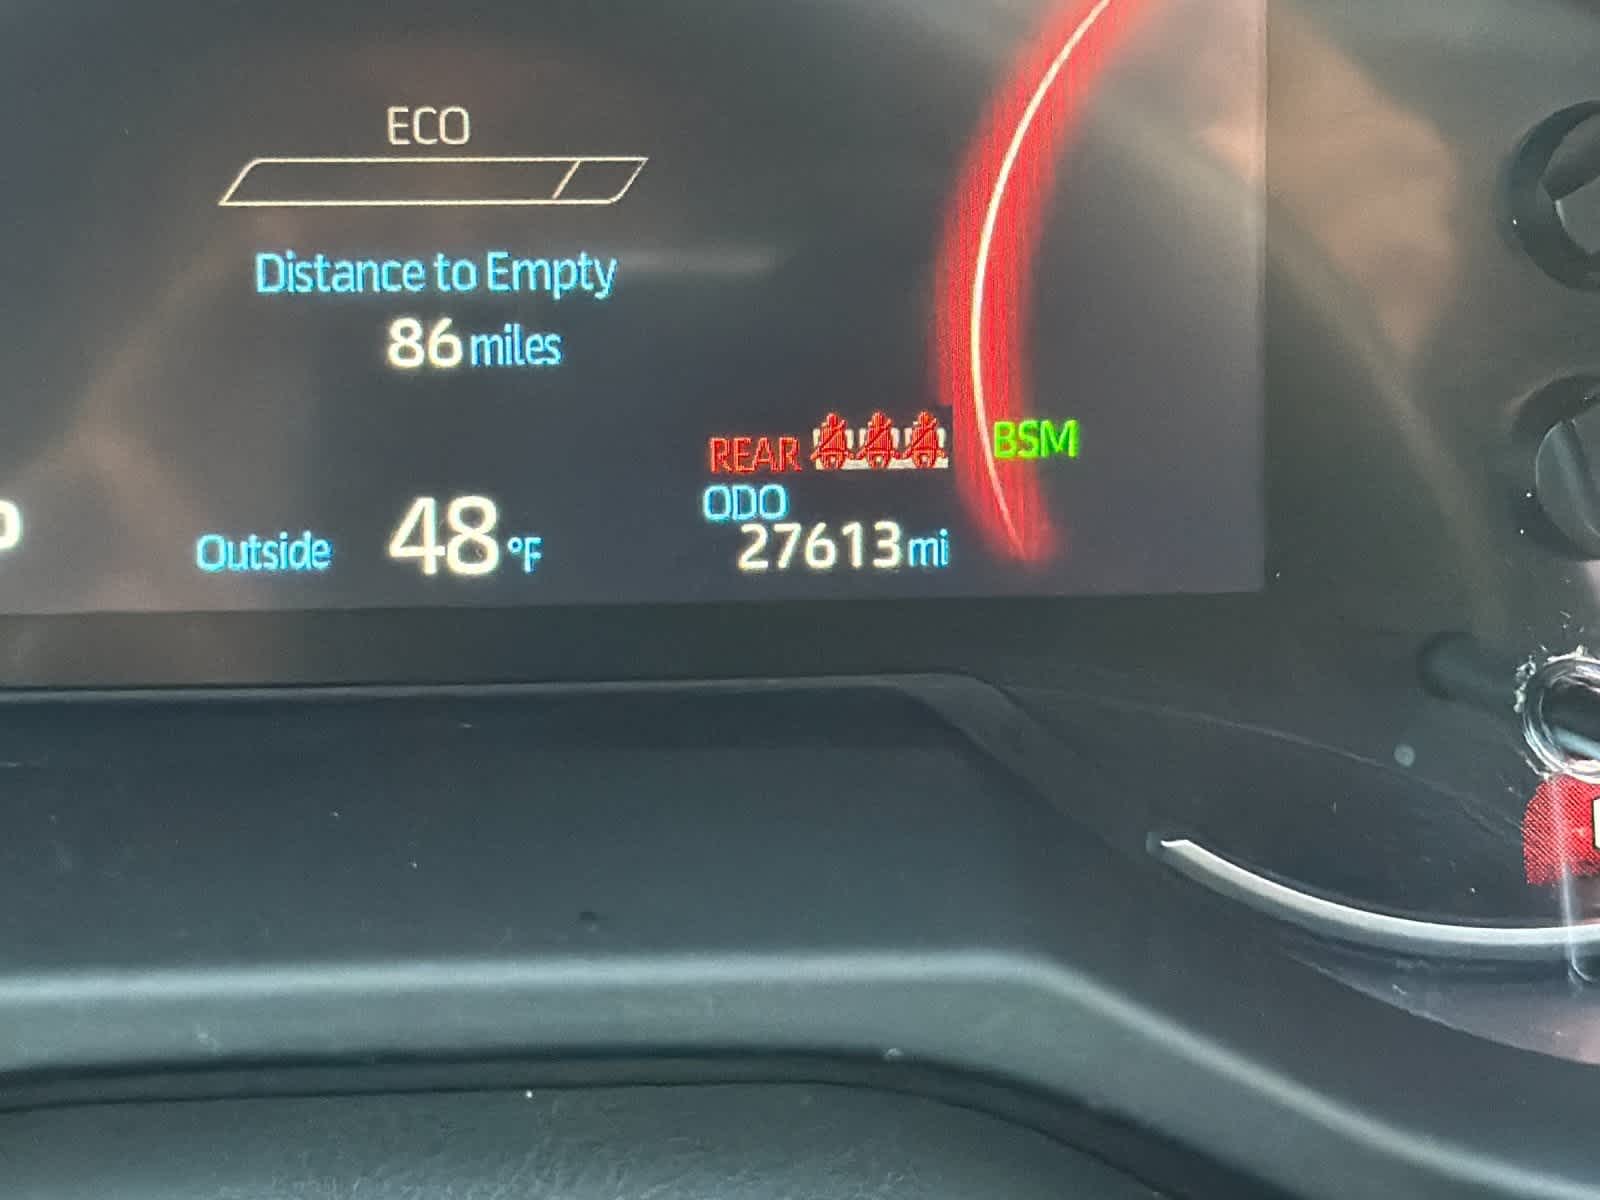 ECO
Distance to Empty
86 miles
REAR
BSM
ODO
Outside 48 °F
27613 mi